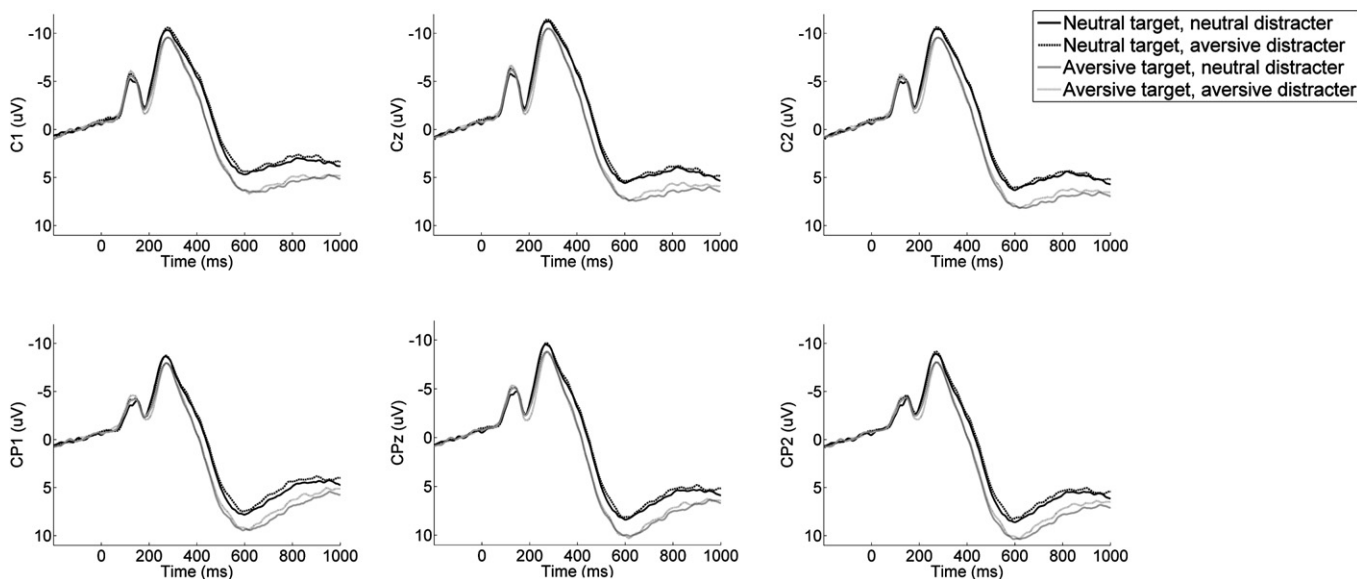 -10
-5
0
5
10
C1 (uV)
0 200 400 600 800 1000
Time (ms)
-10
-5
0
5
10
Cz (uV)
0 200 400 600 800 1000
Time (ms)
-10
-5
0
5
10
C2 (uV)
0 200 400 600 800 1000
Time (ms)
Neutral target, neutral distracter
Neutral target, aversive distracter
Aversive target, neutral distracter
Aversive target, aversive distracter
-10
-5
0
5
10
CP1 (uV)
0 200 400 600 800 1000
Time (ms)
-10
-5
0
5
10
CPz (uV)
0 200 400 600 800 1000
Time (ms)
-10
-5
0
5
10
CP2 (uV)
0 200 400 600 800 1000
Time (ms)